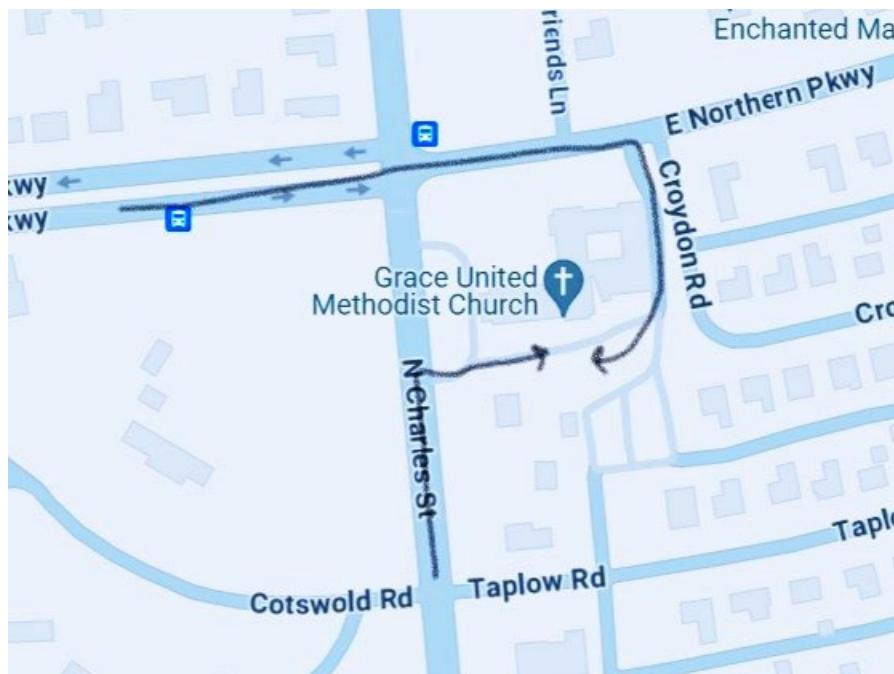 Enchanted Ma
riends Ln
E Northern Pkwy
kwy
kwy
Croydon Rd
Grace United
Methodist Church
Cro
N Charles St
Taplo
Taplow Rd
Cotswold Rd